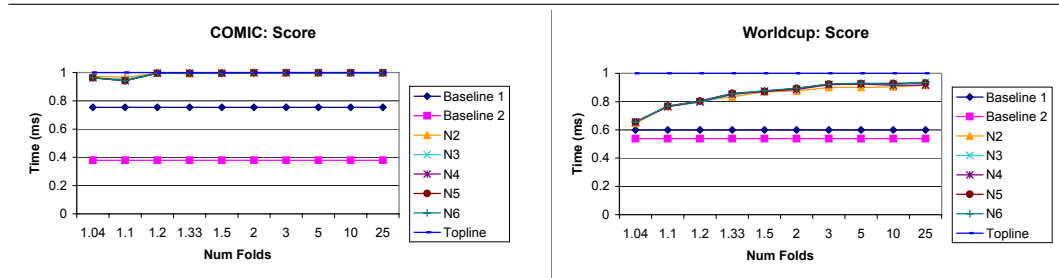 COMIC: Score
Time (ms)
1
0.8
0.6
0.4
0.2
0
1.04 1.1 1.2 1.33 1.5 2 3 5 10 25
Num Folds
Baseline 1
Baseline 2
N2
N3
N4
N5
N6
Topline
Worldcup: Score
Time (ms)
1
0.8
0.6
0.4
0.2
0
1.04 1.1 1.2 1.33 1.5 2 3 5 10 25
Num Folds
Baseline 1
Baseline 2
N2
N3
N4
N5
N6
Topline